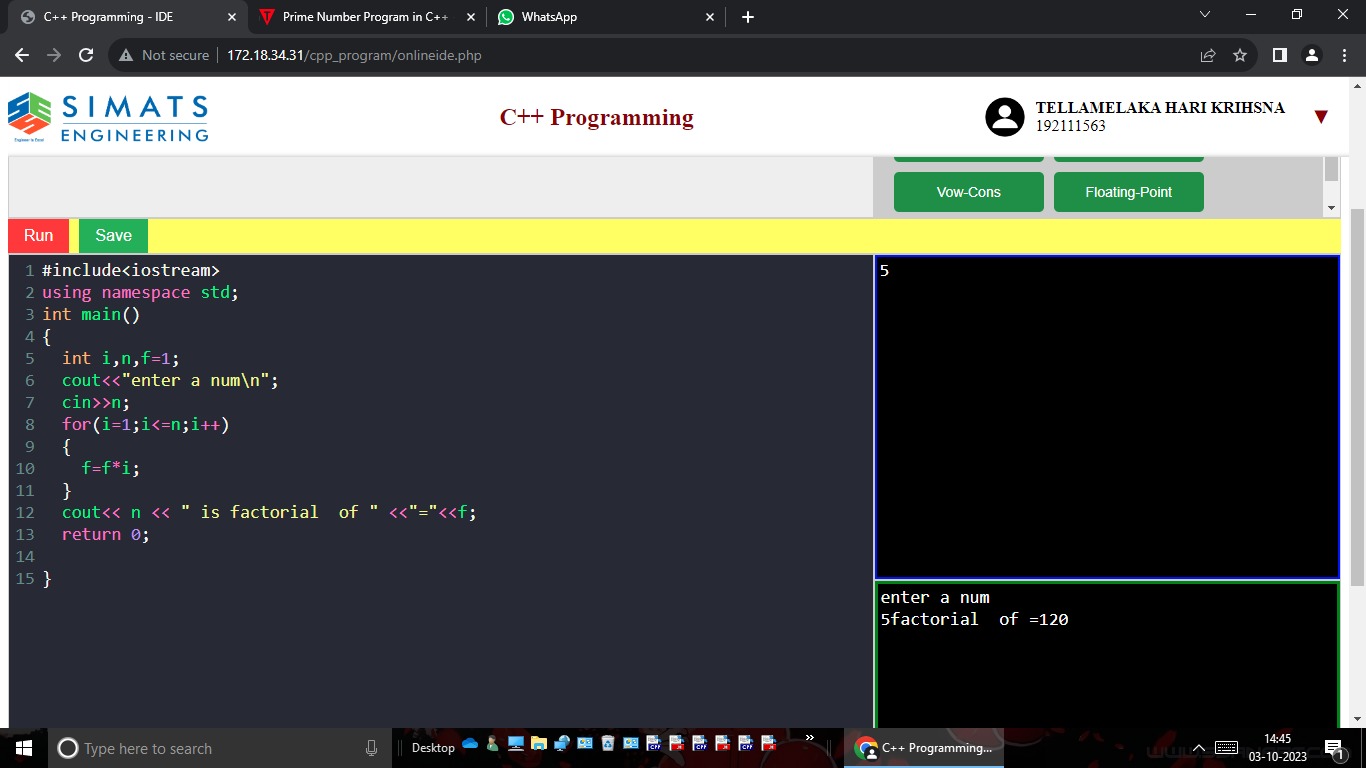 C++ Programming - IDE
Prime Number Program in C++
WhatsApp
Not secure
172.18.34.31/cpp_program/onlineide.php
SIMATS
ENGINEERING
Engineer to Excel
C++ Programming
TELLAMELAKA HARI KRIHSNA
192111563
Vow-Cons
Floating-Point
Run
Save
1 #include<iostream>
2 using namespace std;
3 int main()
4 {
5 int i,n,f=1;
6 cout<<"enter a num\n";
7 cin>>n;
8 for(i=1;i<=n;i++)
9 {
10 f=f*i;
11 }
12 cout<< n << " is factorial  of " <<"="<<f;
13 return 0;
14
15 }
5
enter a num
5factorial  of =120
Type here to search
Desktop
C++ Programming...
14:45
03-10-2023
1